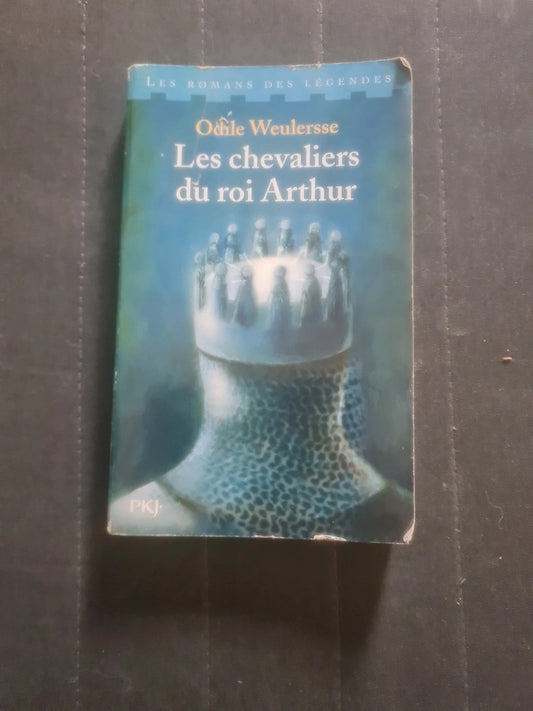 LES ROMANS DES LÉGENDES
Odile Weulersse
Les chevaliers
du roi Arthur
PKJ.